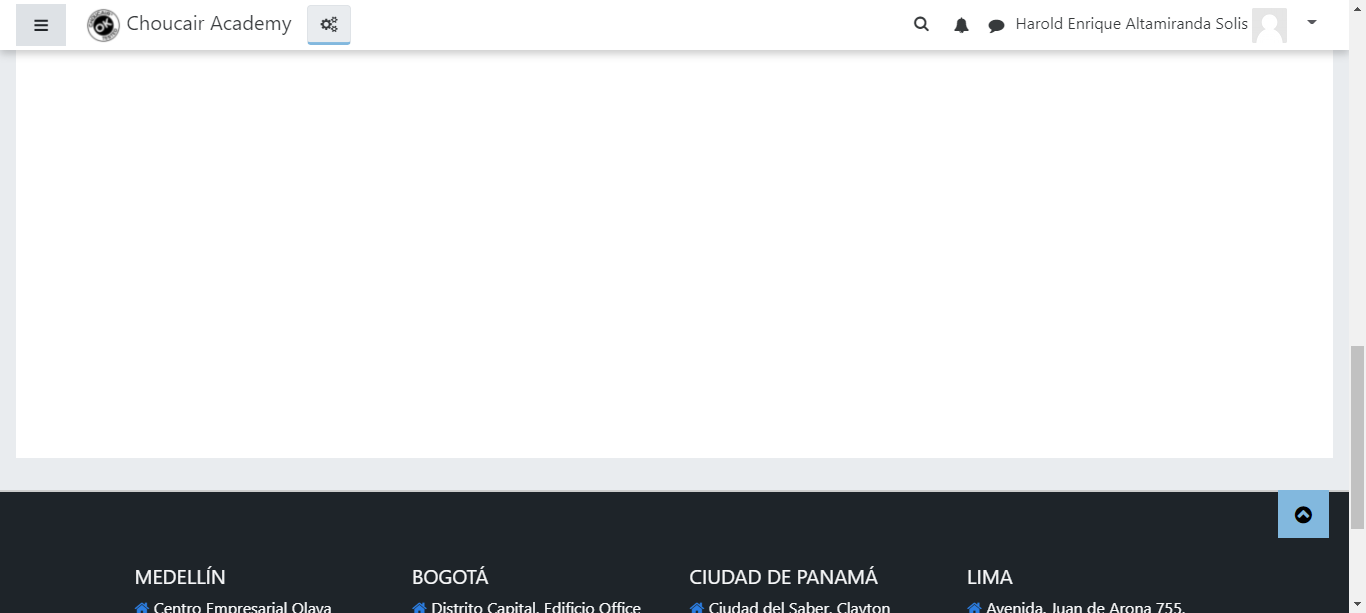 Choucair Academy
Harold Enrique Altamiranda Solis
MEDELLÍN
BOGOTÁ
CIUDAD DE PANAMÁ
LIMA
Centro Empresarial Olaya
Distrito Capital. Edificio Office
Ciudad del Saber. Clayton
Avenida. Juan de Arona 755.